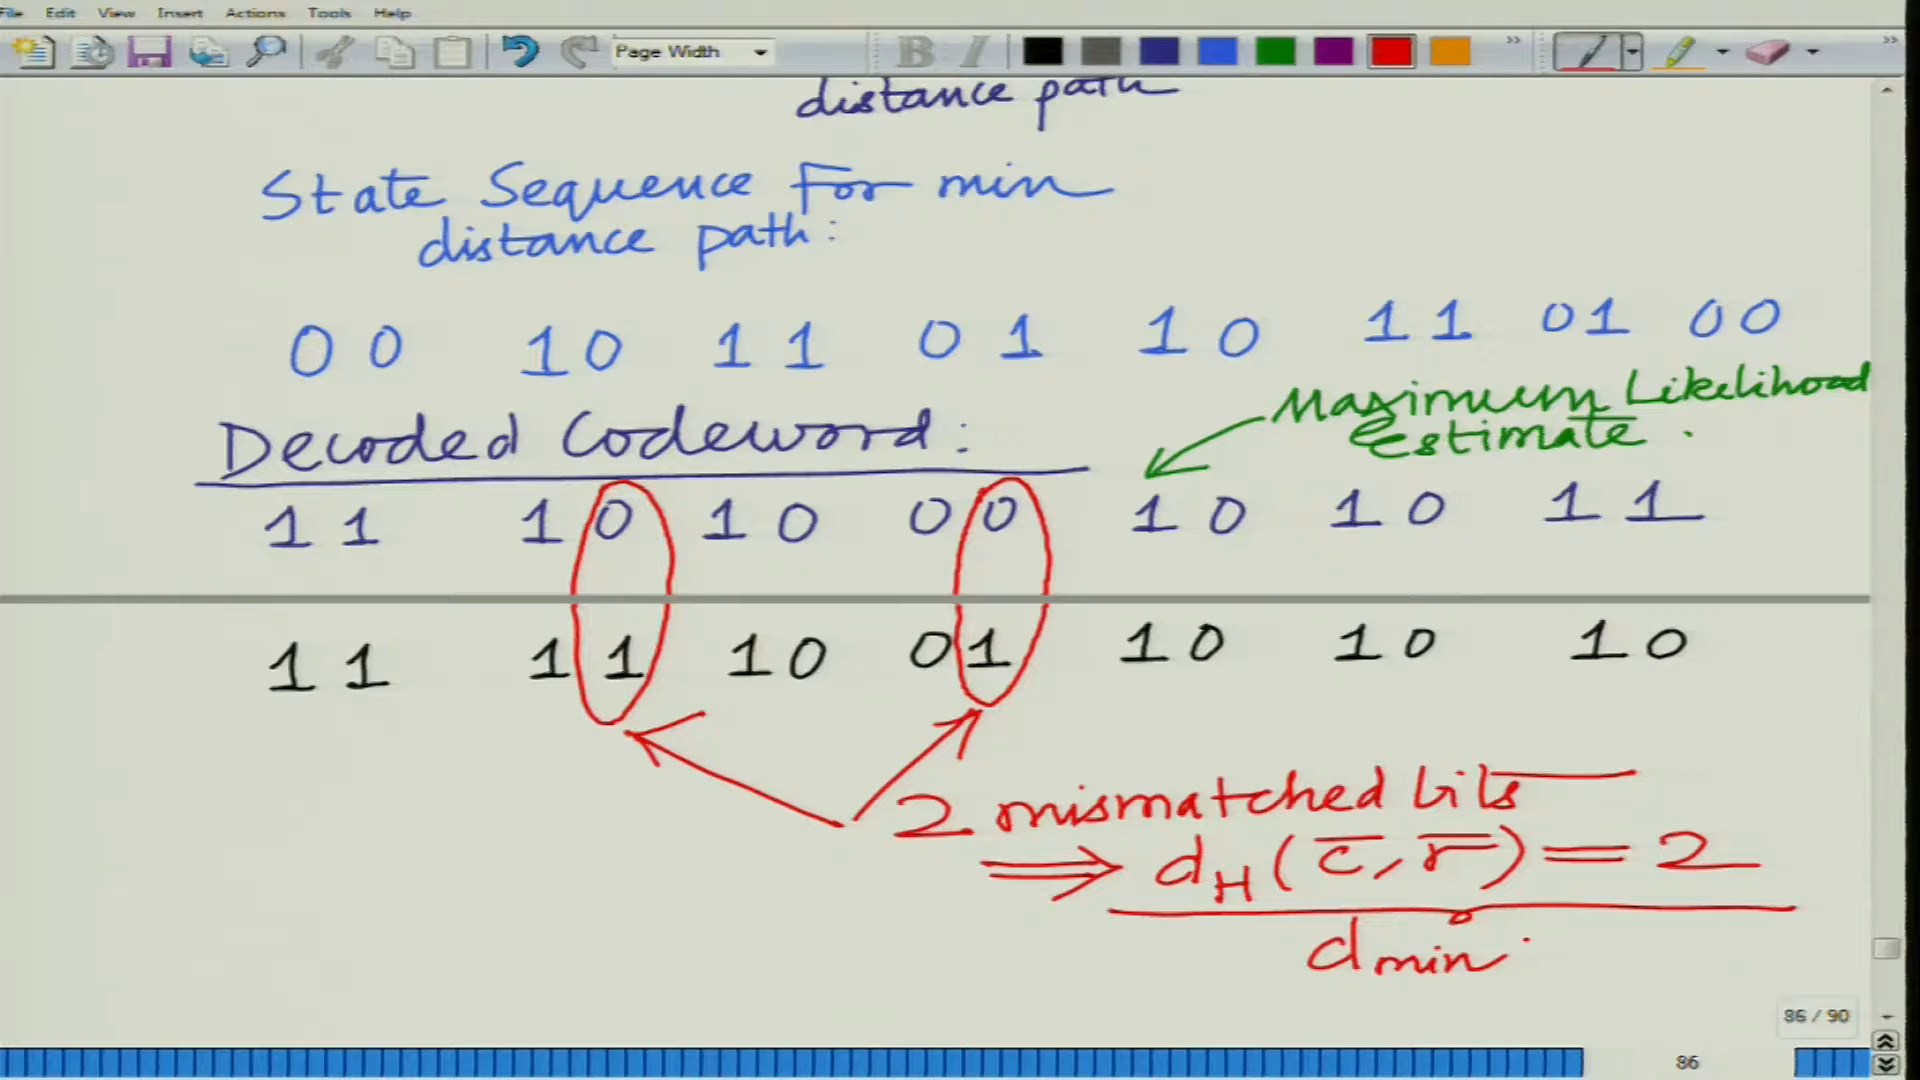 File Edit View Insert Actions Tools Help
Page Width
distance path
State Sequence For min
distance path:
00 10 11 01 10 11 01 00
Maximum Likelihood
Estimate.
Decoded Codeword:
11 10 10 00 10 10 11
11 11 10 01 10 10 10
2 mismatched bits
⇒ dH(c̄, r̄) = 2
dmin.
86 / 90
86